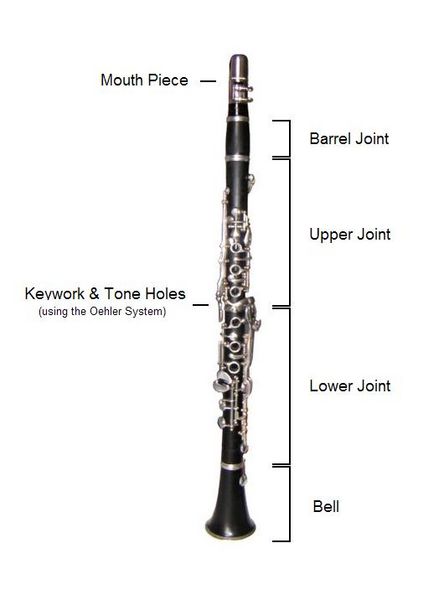 Mouth Piece
Barrel Joint
Upper Joint
Keywork & Tone Holes
(using the Oehler System)
Lower Joint
Bell